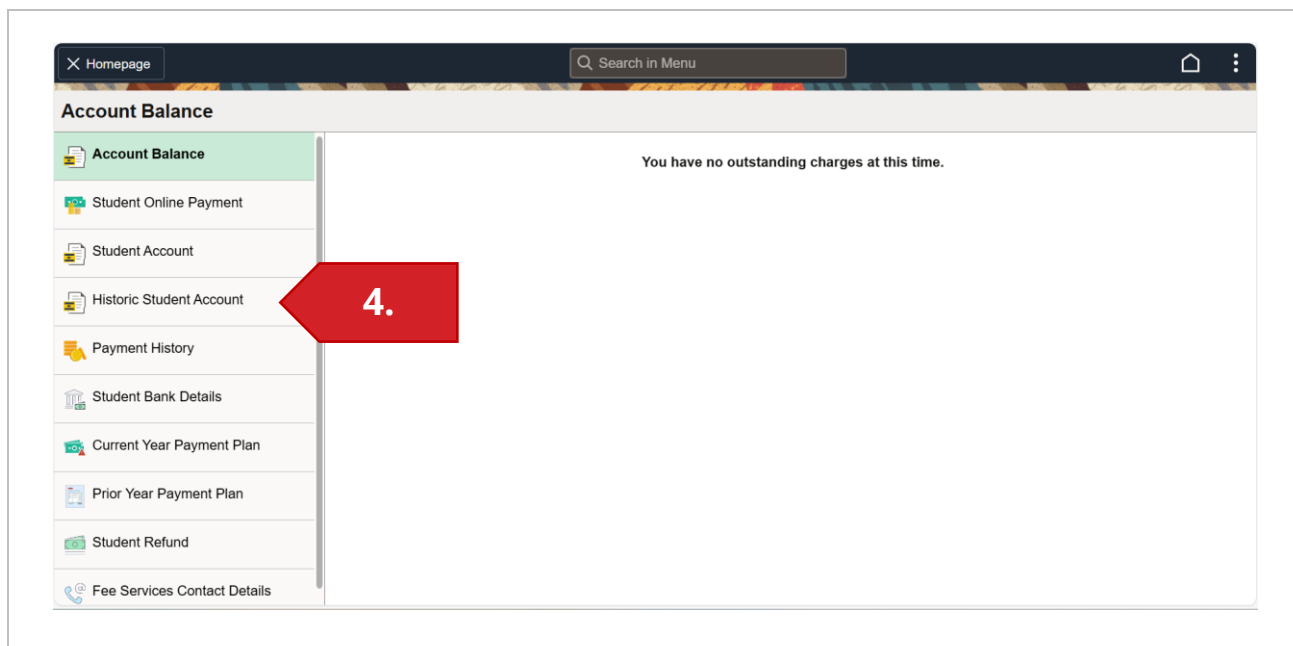 Homepage
Search in Menu
Account Balance
Account Balance
You have no outstanding charges at this time.
Student Online Payment
Student Account
Historic Student Account
4.
Payment History
Student Bank Details
Current Year Payment Plan
Prior Year Payment Plan
Student Refund
Fee Services Contact Details